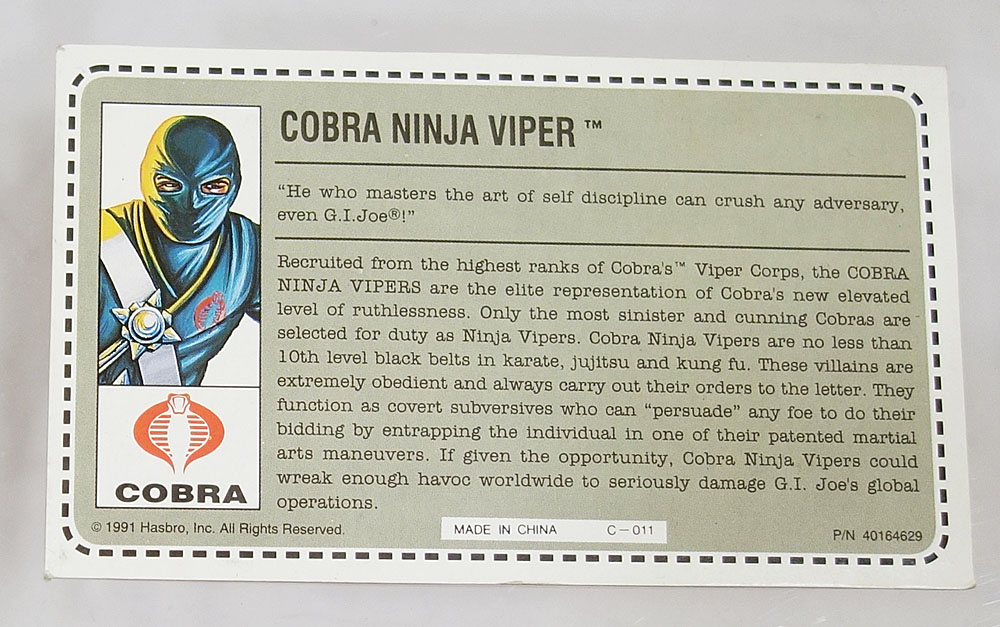 COBRA NINJA VIPER™
“He who masters the art of self discipline can crush any adversary,
even G.I.Joe®!”
Recruited from the highest ranks of Cobra's™ Viper Corps, the COBRA
NINJA VIPERS are the elite representation of Cobra's new elevated
level of ruthlessness. Only the most sinister and cunning Cobras are
selected for duty as Ninja Vipers. Cobra Ninja Vipers are no less than
10th level black belts in karate, jujitsu and kung fu. These villains are
extremely obedient and always carry out their orders to the letter. They
function as covert subversives who can “persuade” any foe to do their
bidding by entrapping the individual in one of their patented martial
arts maneuvers. If given the opportunity, Cobra Ninja Vipers could
wreak enough havoc worldwide to seriously damage G.I. Joe's global
operations.
COBRA
© 1991 Hasbro, Inc. All Rights Reserved.
MADE IN CHINA C-011
P/N 40164629